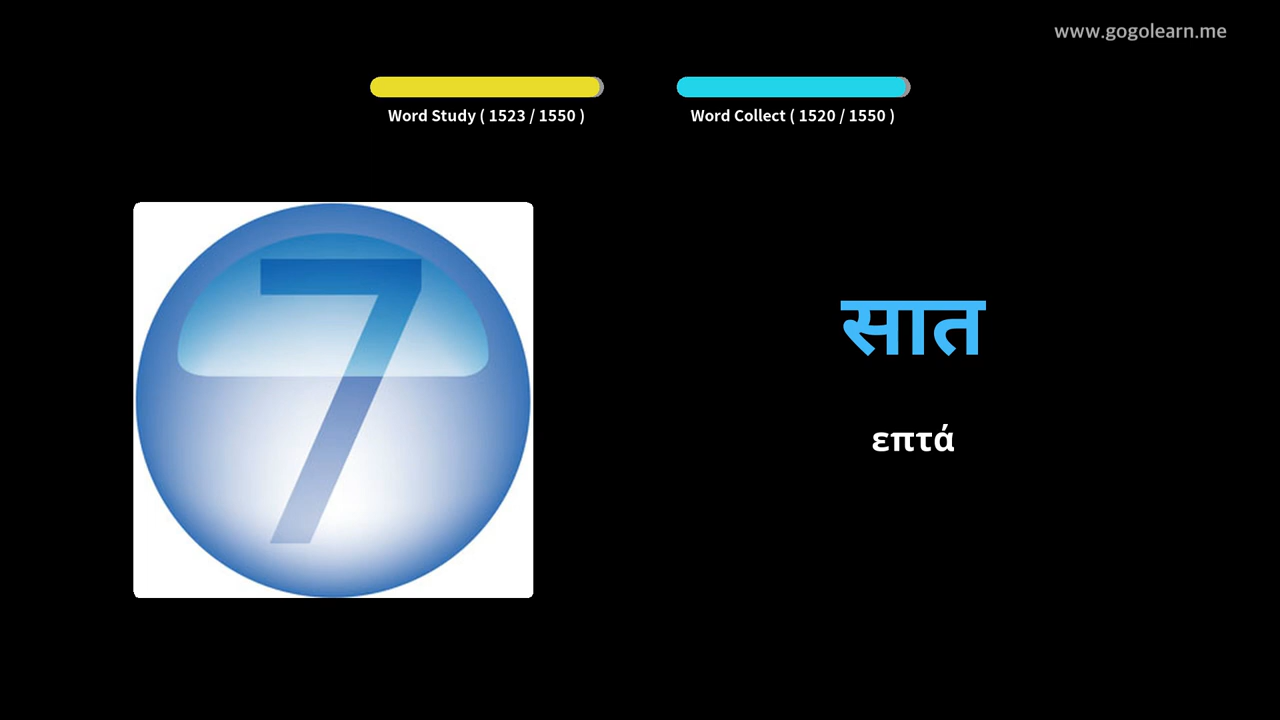 www.gogolearn.me
Word Study ( 1523 / 1550 )
Word Collect ( 1520 / 1550 )
7
सात
επτά